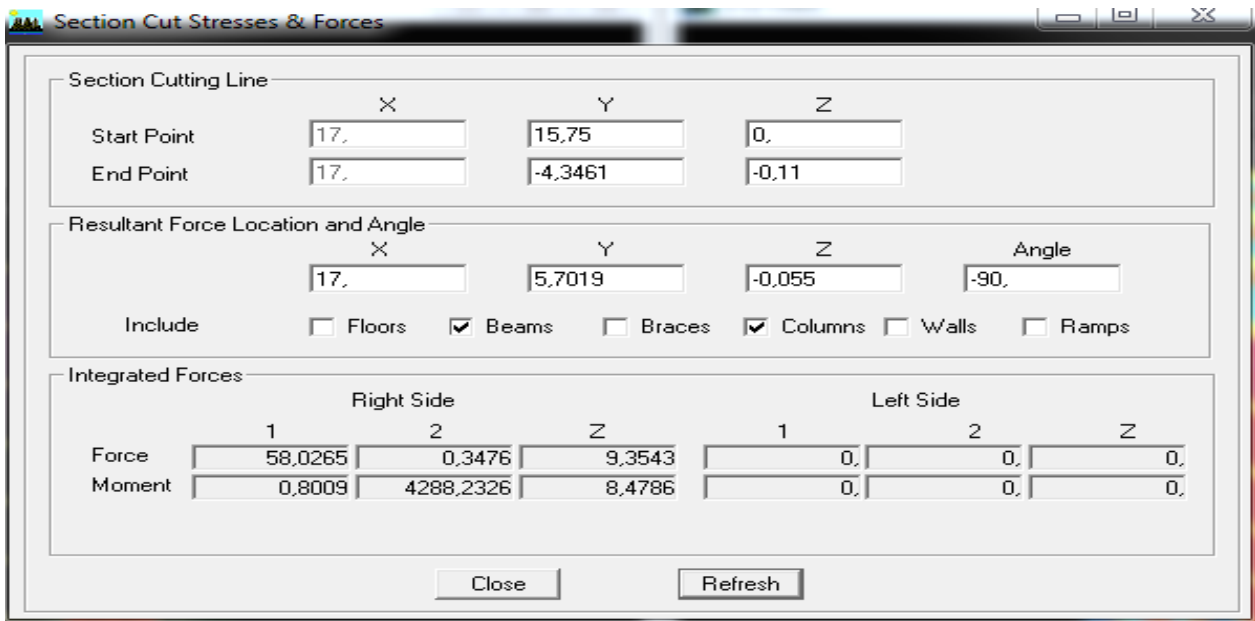 Section Cut Stresses & Forces
Section Cutting Line
X Y Z
Start Point 17, 15,75 0,
End Point 17, -4,3461 -0,11
Resultant Force Location and Angle
X Y Z Angle
17, 5,7019 -0,055 -90,
Include Floors Beams Braces Columns Walls Ramps
Integrated Forces
Right Side Left Side
1 2 Z 1 2 Z
Force 58,0265 0,3476 9,3543 0, 0, 0,
Moment 0,8009 4288,2326 8,4786 0, 0, 0,
Close Refresh